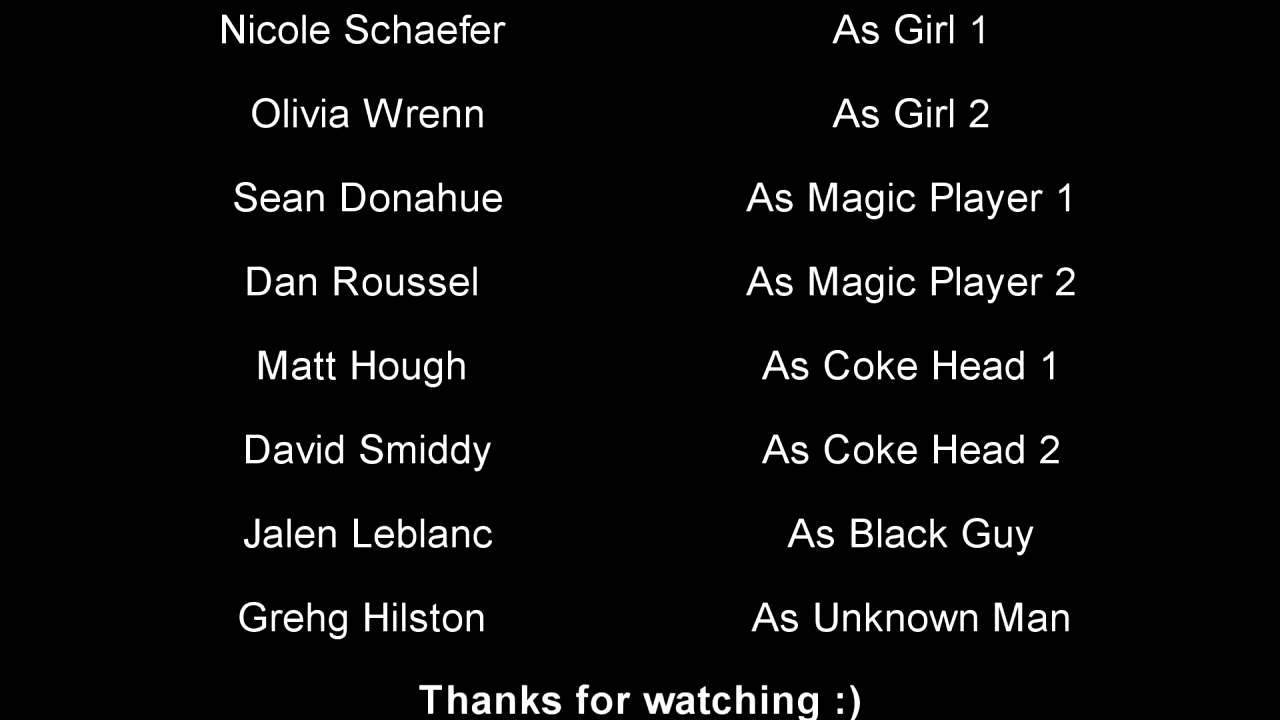 Nicole Schaefer As Girl 1
Olivia Wrenn As Girl 2
Sean Donahue As Magic Player 1
Dan Roussel As Magic Player 2
Matt Hough As Coke Head 1
David Smiddy As Coke Head 2
Jalen Leblanc As Black Guy
Grehg Hilston As Unknown Man
Thanks for watching :)